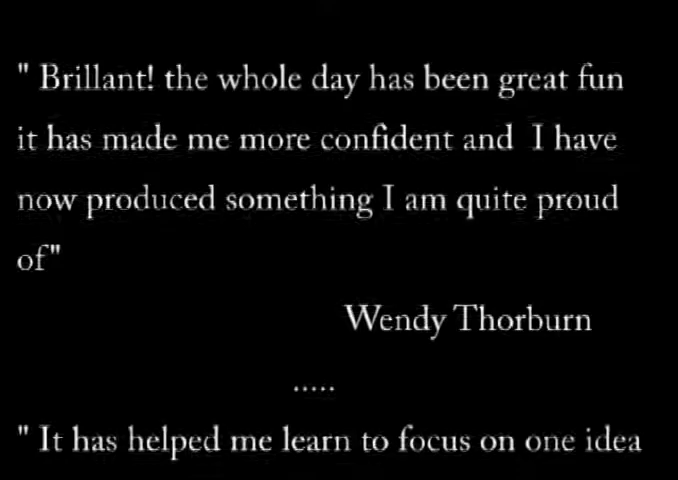 " Brillant! the whole day has been great fun
it has made me more confident and I have
now produced something I am quite proud
of"
Wendy Thorburn
.....
" It has helped me learn to focus on one idea